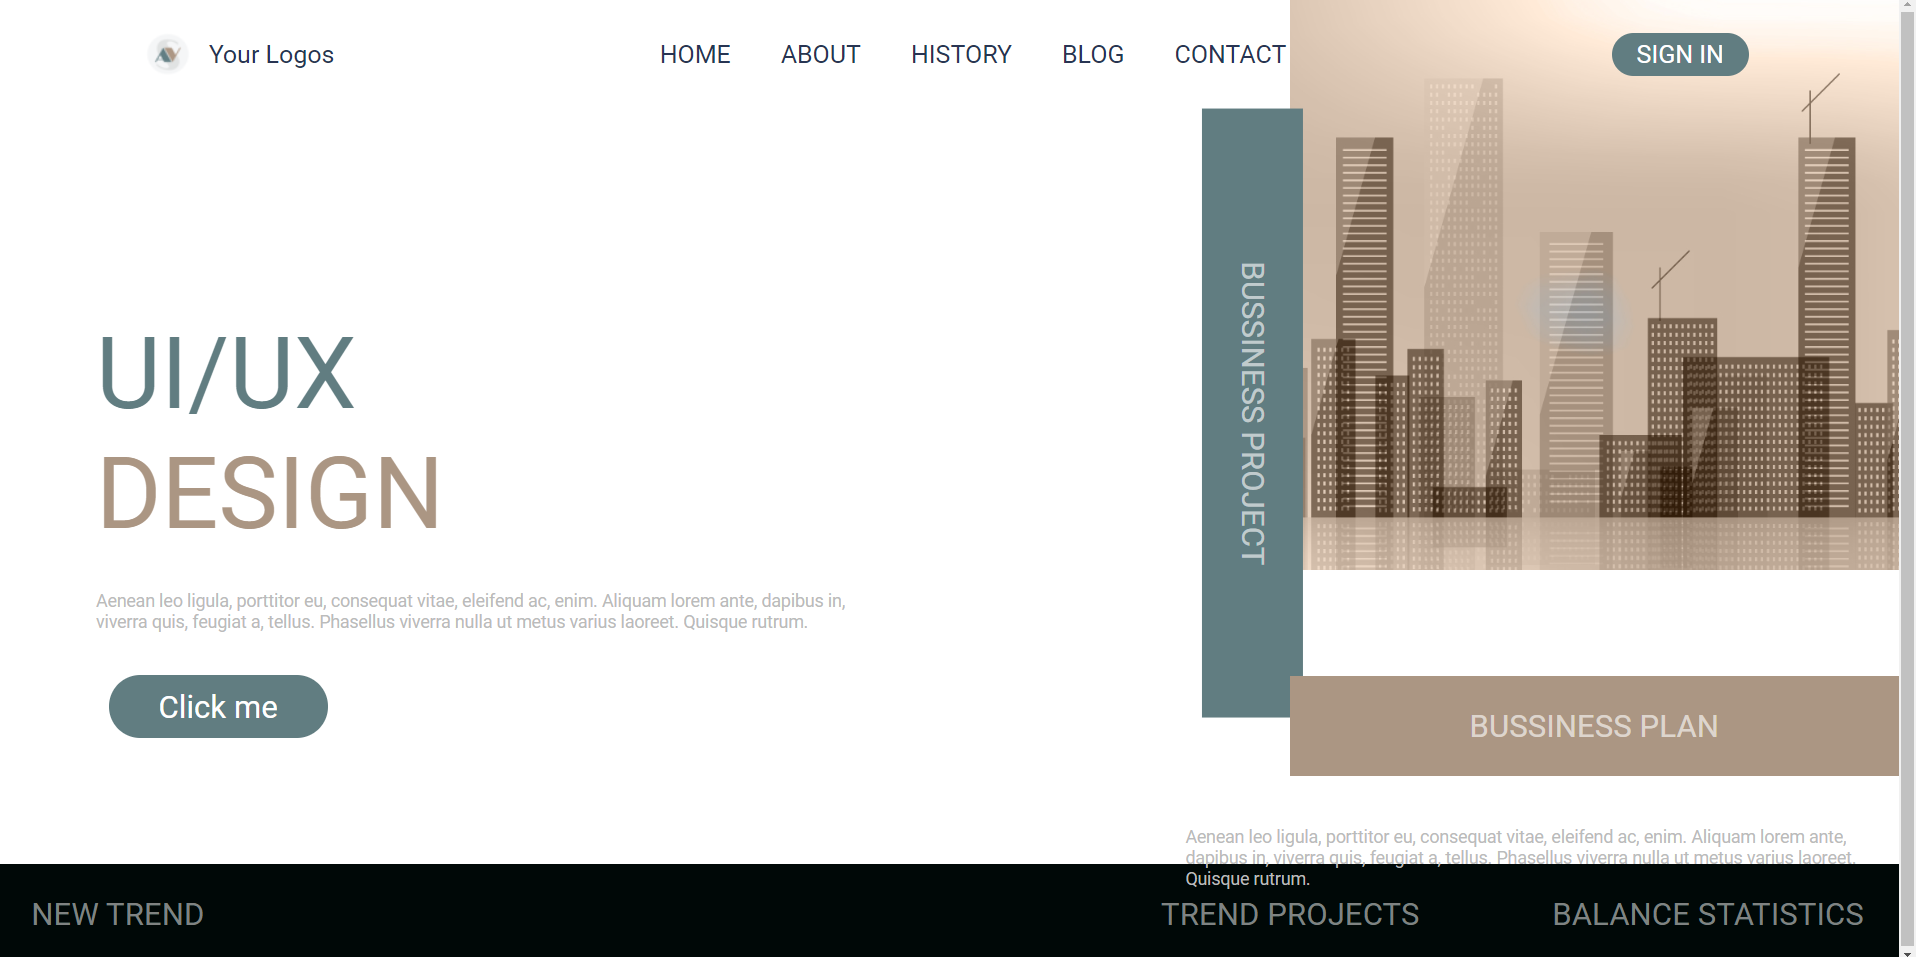 Your Logos
HOME
ABOUT
HISTORY
BLOG
CONTACT
SIGN IN
BUSSINESS PROJECT
UI/UX
DESIGN
Aenean leo ligula, porttitor eu, consequat vitae, eleifend ac, enim. Aliquam lorem ante, dapibus in,
viverra quis, feugiat a, tellus. Phasellus viverra nulla ut metus varius laoreet. Quisque rutrum.
Click me
BUSSINESS PLAN
Aenean leo ligula, porttitor eu, consequat vitae, eleifend ac, enim. Aliquam lorem ante,
dapibus in, viverra quis, feugiat a, tellus. Phasellus viverra nulla ut metus varius laoreet.
Quisque rutrum.
NEW TREND
TREND PROJECTS
BALANCE STATISTICS